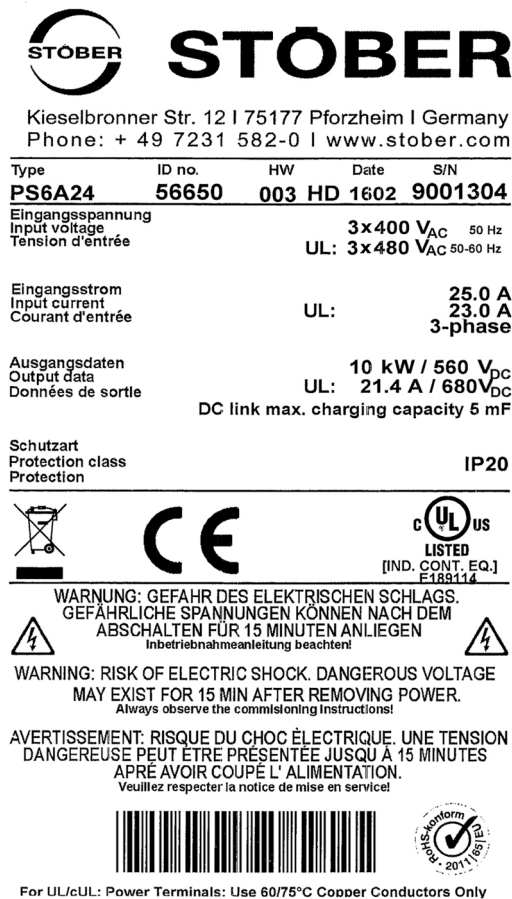 STÖBER STÖBER
Kieselbronner Str. 12 I 75177 Pforzheim I Germany
Phone: + 49 7231 582-0 I www.stober.com
Type ID no. HW Date S/N
PS6A24 56650 003 HD 1602 9001304
Eingangsspannung
Input voltage 3x400 VAC 50 Hz
Tension d'entrée UL: 3x480 VAC 50-60 Hz
Eingangsstrom 25.0 A
Input current UL: 23.0 A
Courant d'entrée 3-phase
Ausgangsdaten 10 kW / 560 VDC
Output data UL: 21.4 A / 680VDC
Données de sortle
DC link max. charging capacity 5 mF
Schutzart
Protection class IP20
Protection
CE
C UL US
LISTED
[IND. CONT. EQ.]
E189114
WARNUNG: GEFAHR DES ELEKTRISCHEN SCHLAGS.
GEFÄHRLICHE SPANNUNGEN KÖNNEN NACH DEM
ABSCHALTEN FÜR 15 MINUTEN ANLIEGEN
Inbetriebnahmeanleitung beachten!
WARNING: RISK OF ELECTRIC SHOCK. DANGEROUS VOLTAGE
MAY EXIST FOR 15 MIN AFTER REMOVING POWER.
Always observe the commisioning Instructions!
AVERTISSEMENT: RISQUE DU CHOC ÈLECTRIQUE. UNE TENSION
DANGEREUSE PEUT ÊTRE PRÉSENTÉE JUSQU À 15 MINUTES
APRÉ AVOIR COUPÉ L' ALIMENTATION.
Veuillez respecter la notice de mise en service!
RoHS-konform · 2011|65|EU
For UL/cUL: Power Terminals: Use 60/75°C Copper Conductors Only